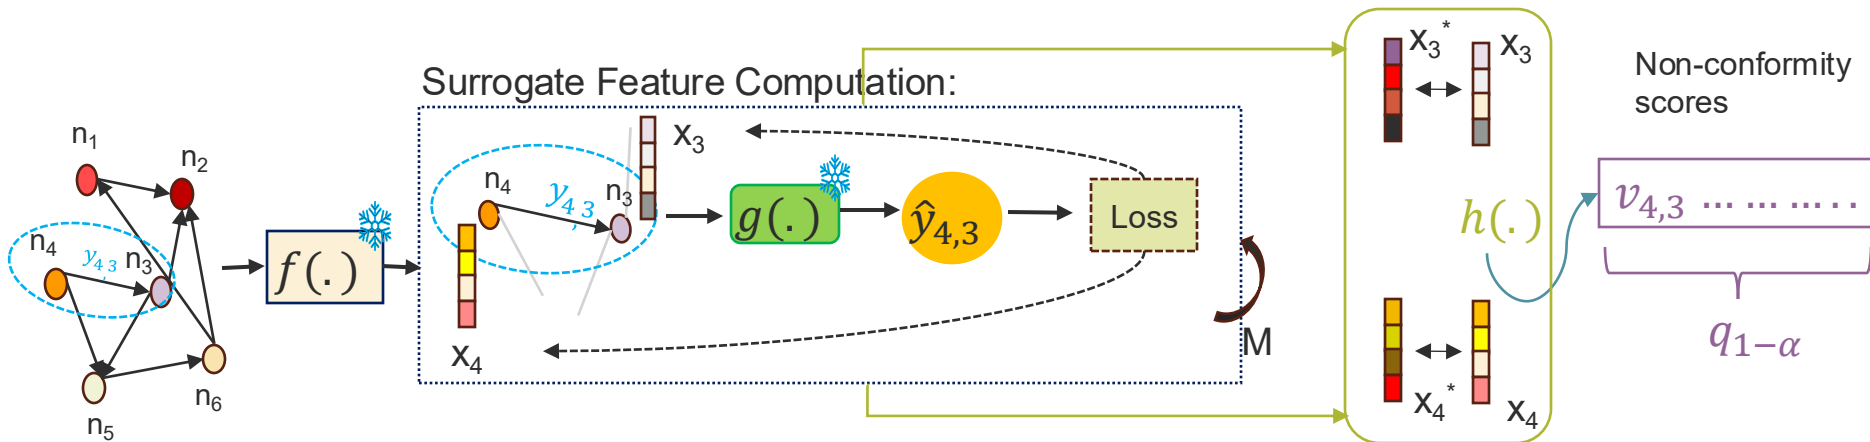 Surrogate Feature Computation:
n1
n2
n4
y4,3
n3
n5
n6
f(.)
n4
y4,3
n3
x3
x4
g(.)
ŷ4,3
Loss
M
x3*
x3
x4*
x4
h(.)
Non-conformity
scores
v4,3 ... ... ... . .
q1−α